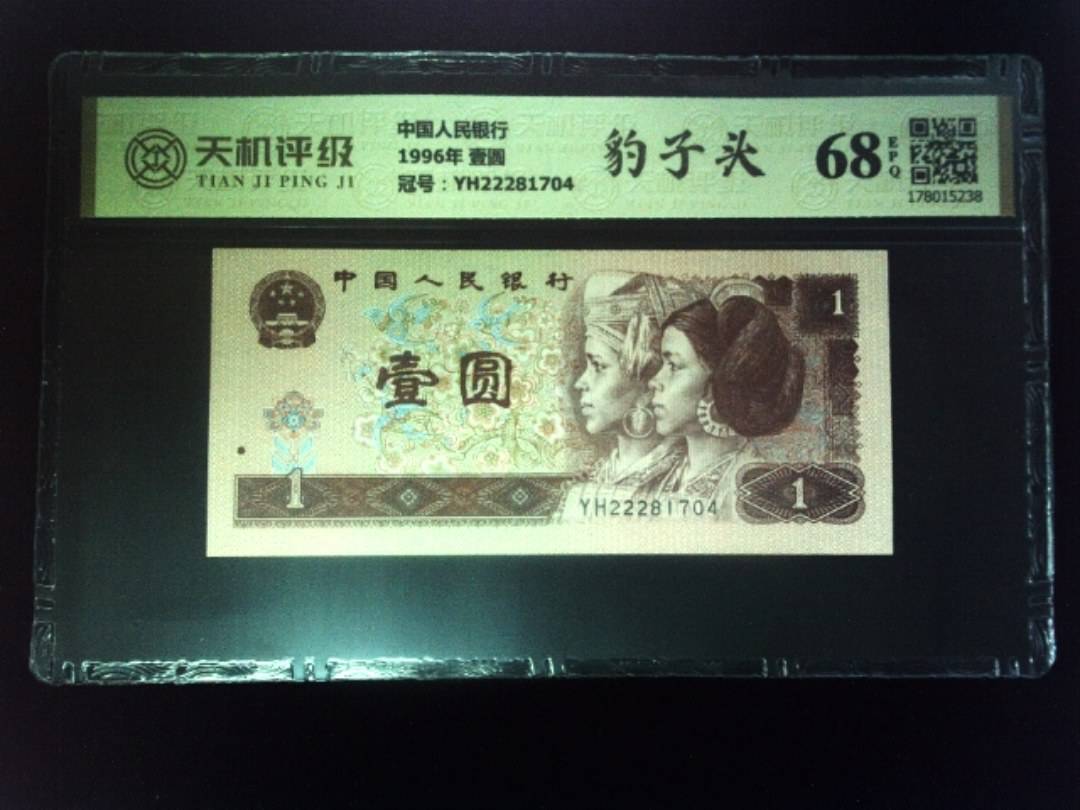 天机评级
TIAN JI PING JI
中国人民银行
1996年 壹圆
冠号：YH22281704
豹子头
68 EPQ
178015238
中国人民银行
1
壹圆
1
YH22281704
1